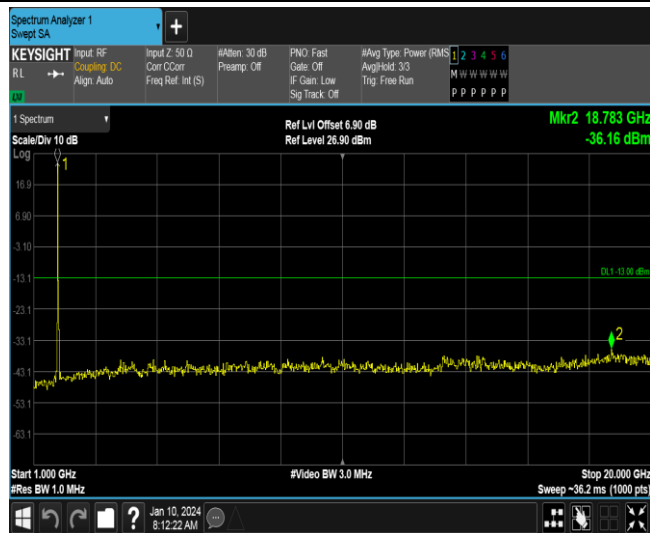 Spectrum Analyzer 1
Swept SA
+
KEYSIGHT
RL
LV
Input: RF
Coupling: DC
Align: Auto
Input Z: 50 Ω
Corr CCorr
Freq Ref: Int (S)
#Atten: 30 dB
Preamp: Off
PNO: Fast
Gate: Off
IF Gain: Low
Sig Track: Off
#Avg Type: Power (RMS
Avg|Hold: 3/3
Trig: Free Run
1 2 3 4 5 6
M W W W W W
P P P P P P
1 Spectrum
Scale/Div 10 dB
Log
Ref Lvl Offset 6.90 dB
Ref Level 26.90 dBm
Mkr2 18.783 GHz
-36.16 dBm
1
16.9
6.90
-3.10
-13.1
DL1 -13.00 dBm
-23.1
-33.1
2
-43.1
-53.1
-63.1
Start 1.000 GHz
#Res BW 1.0 MHz
#Video BW 3.0 MHz
Stop 20.000 GHz
Sweep ~36.2 ms (1000 pts)
?
Jan 10, 2024
8:12:22 AM